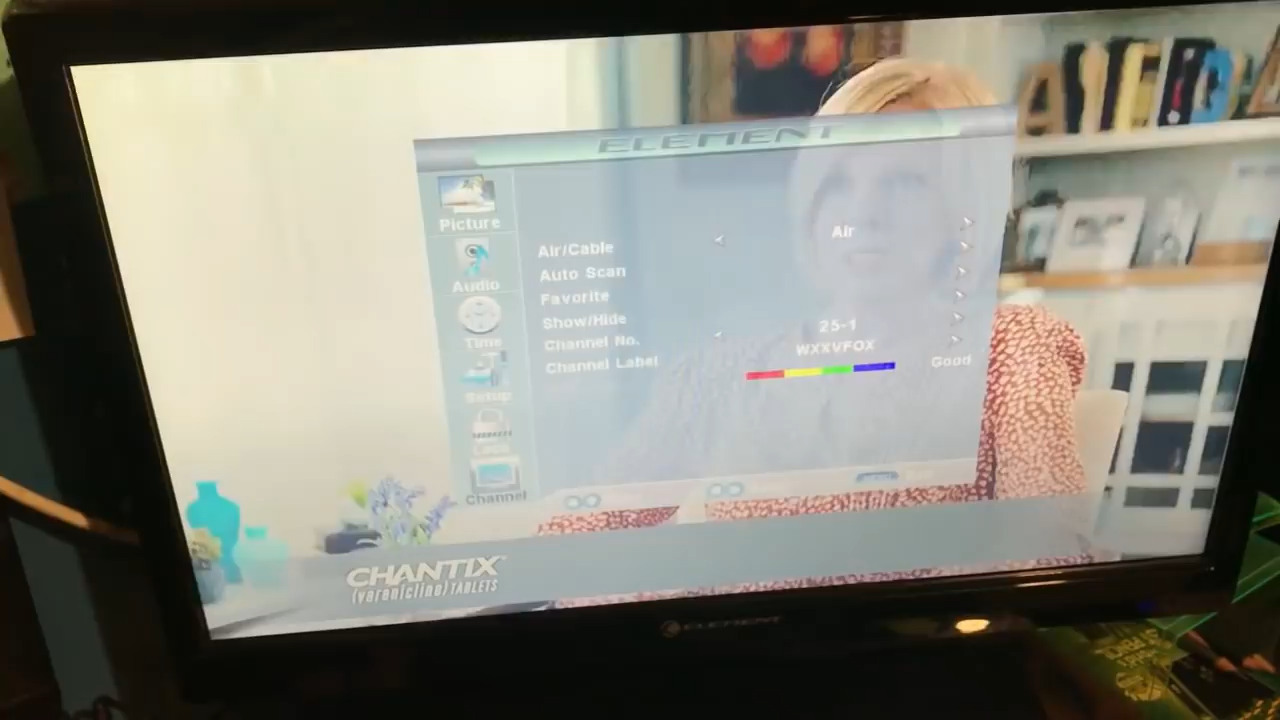 ELEMENT
Picture
Audio
Time
Setup
Lock
Channel
Air/Cable
Air
Auto Scan
Favorite
Show/Hide
Channel No.
25-1
Channel Label
WXXVFOX
Good
CHANTIX
(varenicline) TABLETS
ELEMENT